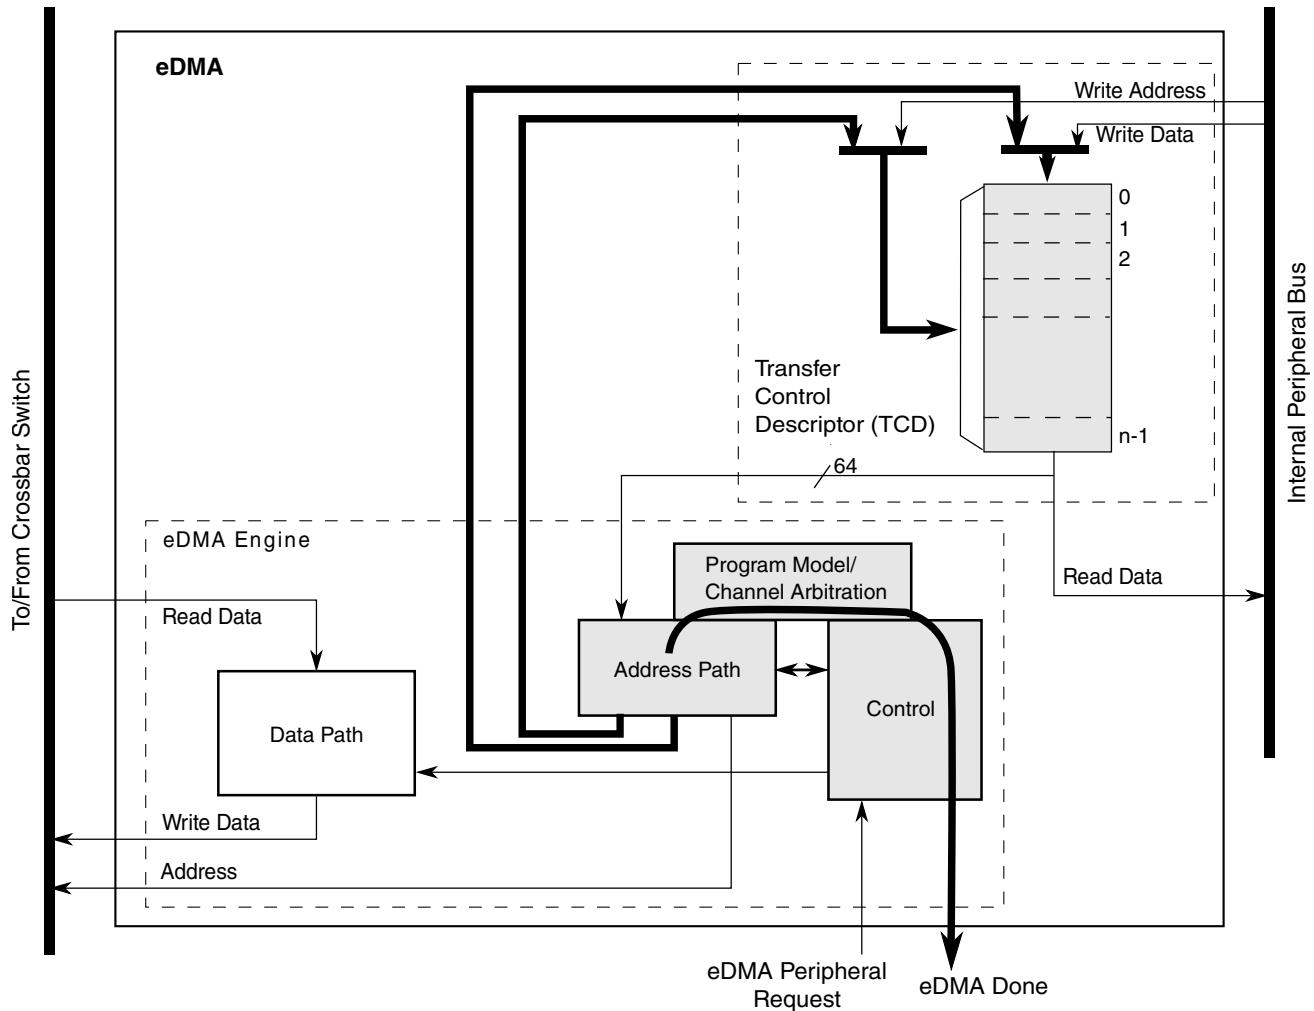 eDMA
Write Address
Write Data
0
1
2
n-1
Transfer
Control
Descriptor (TCD)
64
To/From Crossbar Switch
Internal Peripheral Bus
eDMA Engine
Program Model/
Channel Arbitration
Read Data
Read Data
Address Path
Control
Data Path
Write Data
Address
eDMA Peripheral
Request
eDMA Done